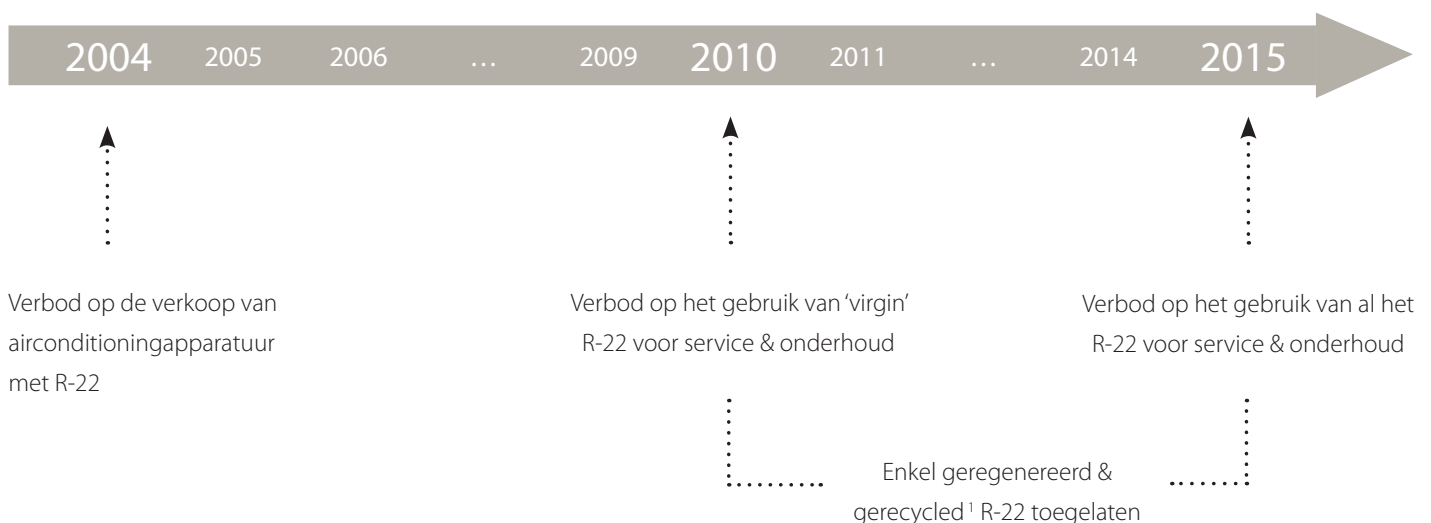 2004 2005 2006 … 2009 2010 2011 … 2014 2015
Verbod op de verkoop van
airconditioningapparatuur
met R-22
Verbod op het gebruik van ‘virgin’
R-22 voor service & onderhoud
Verbod op het gebruik van al het
R-22 voor service & onderhoud
Enkel geregenereerd &
gerecycled¹ R-22 toegelaten